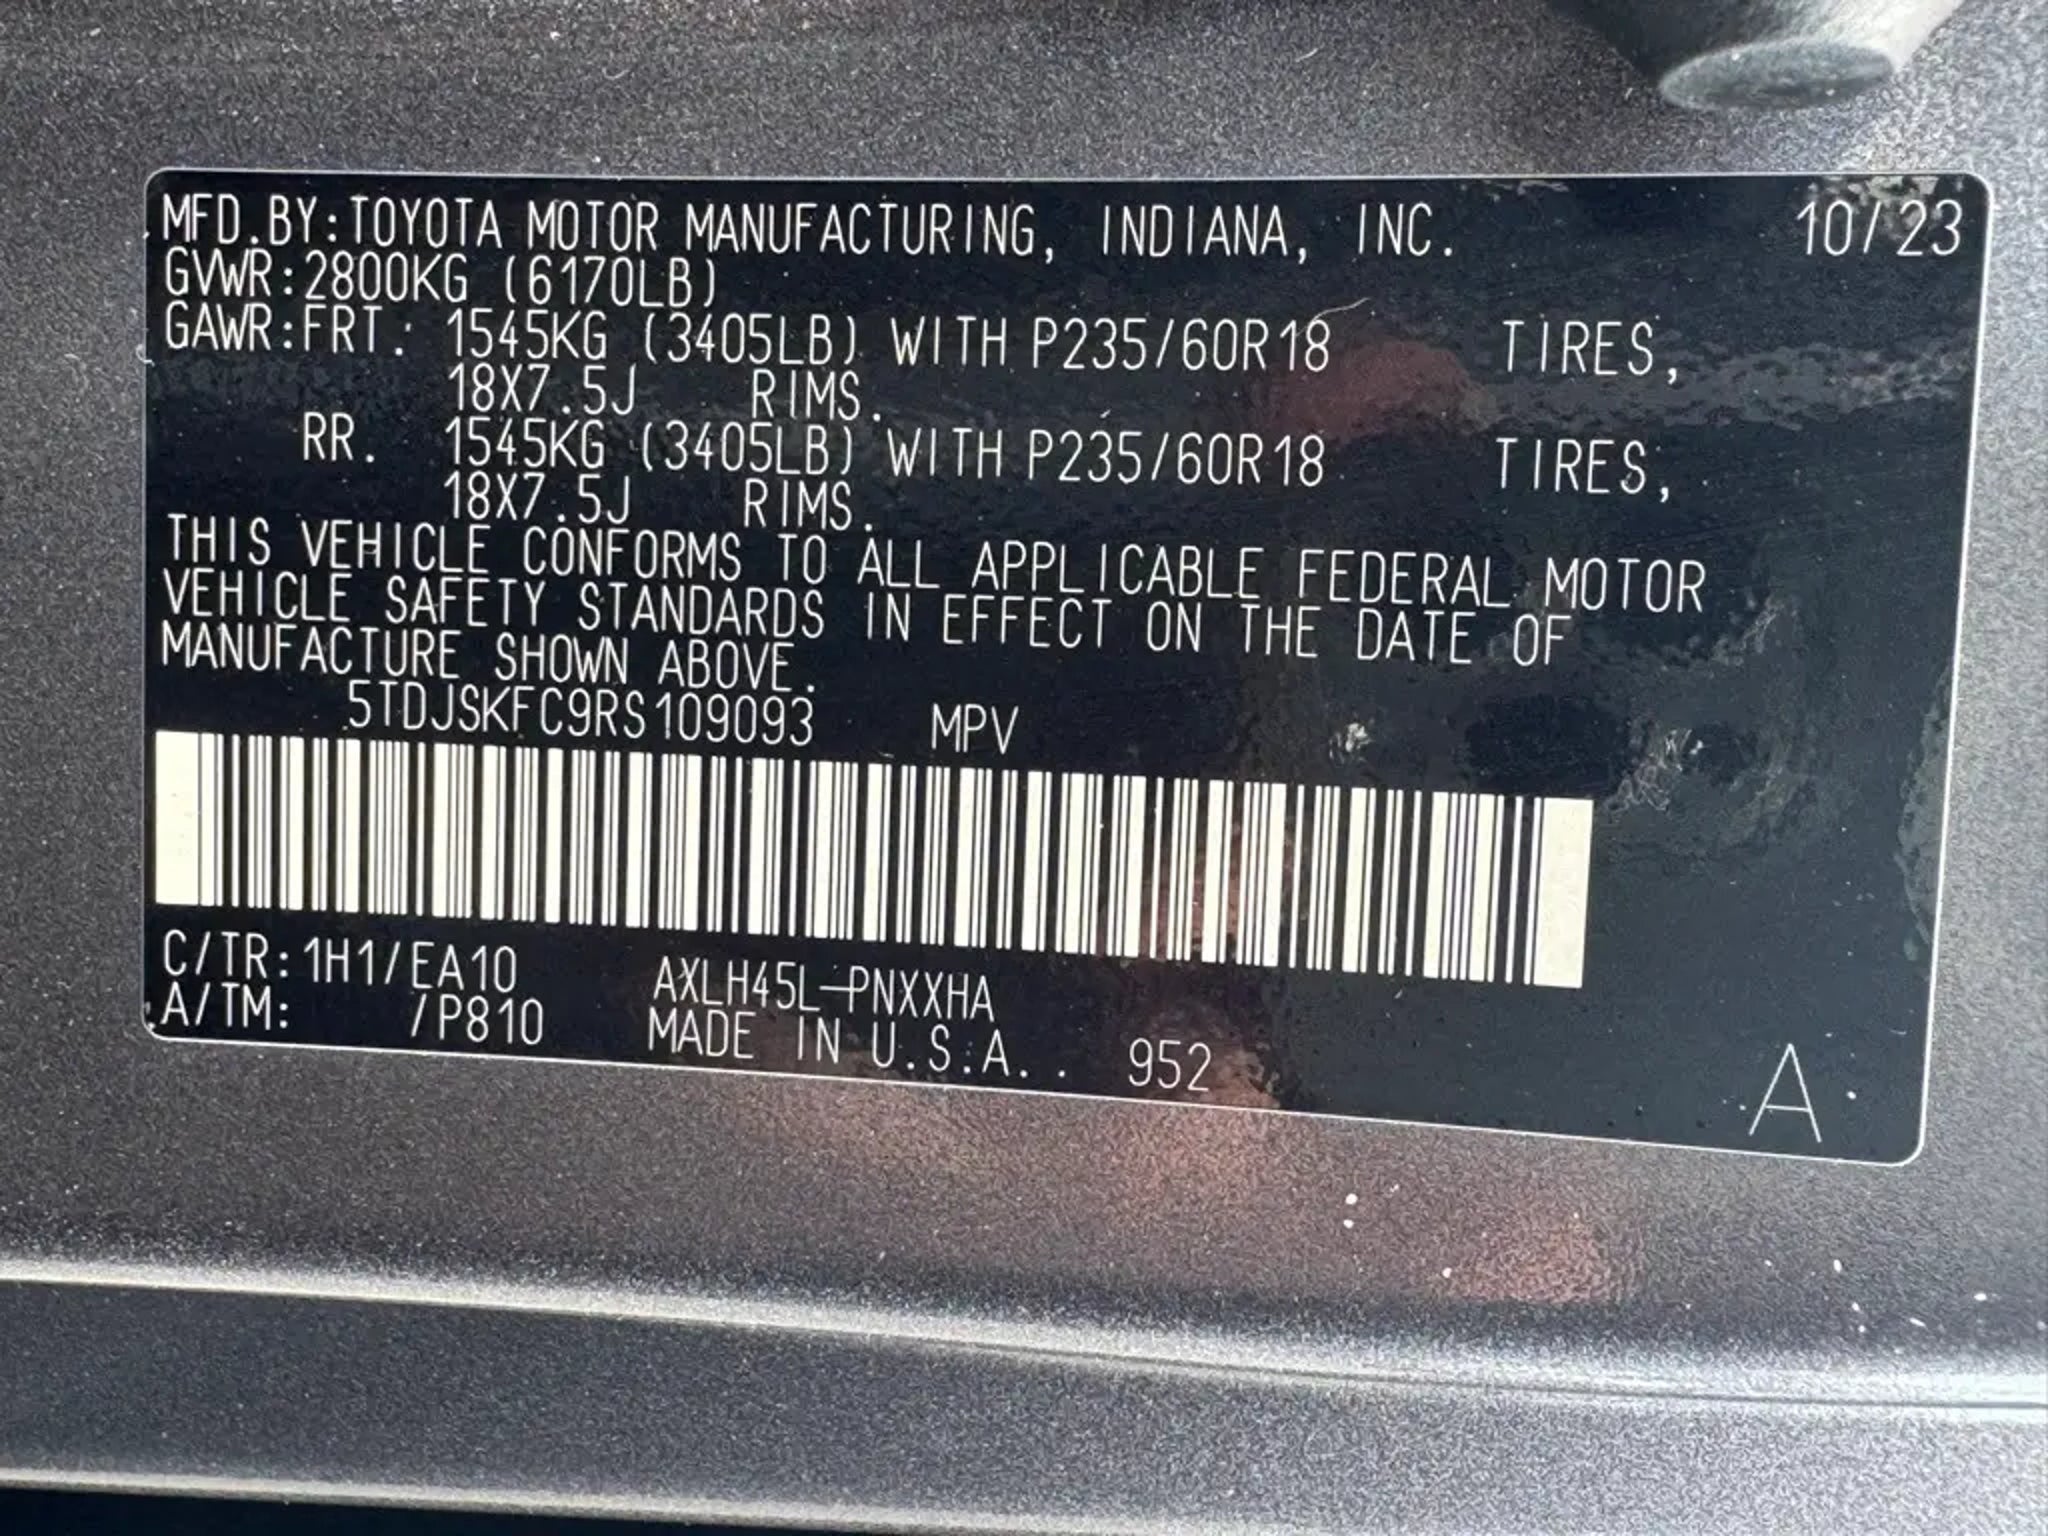 MFD.BY:TOYOTA MOTOR MANUFACTURING, INDIANA, INC. 10/23
GVWR:2800KG (6170LB)
GAWR:FRT. 1545KG (3405LB) WITH P235/60R18 TIRES,
18X7.5J RIMS.
RR. 1545KG (3405LB) WITH P235/60R18 TIRES,
18X7.5J RIMS.
THIS VEHICLE CONFORMS TO ALL APPLICABLE FEDERAL MOTOR
VEHICLE SAFETY STANDARDS IN EFFECT ON THE DATE OF
MANUFACTURE SHOWN ABOVE.
5TDJSKFC9RS109093 MPV
C/TR:1H1/EA10 AXLH45L-PNXXHA
A/TM: /P810 MADE IN U.S.A.. 952
A